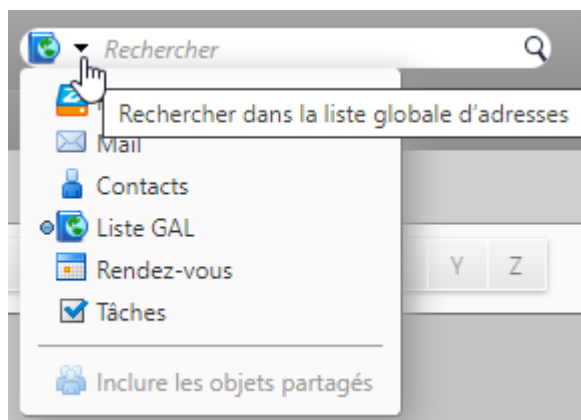 Rechercher
Rechercher dans la liste globale d'adresses
Mail
Contacts
Liste GAL
Y Z
Rendez-vous
Tâches
Inclure les objets partagés